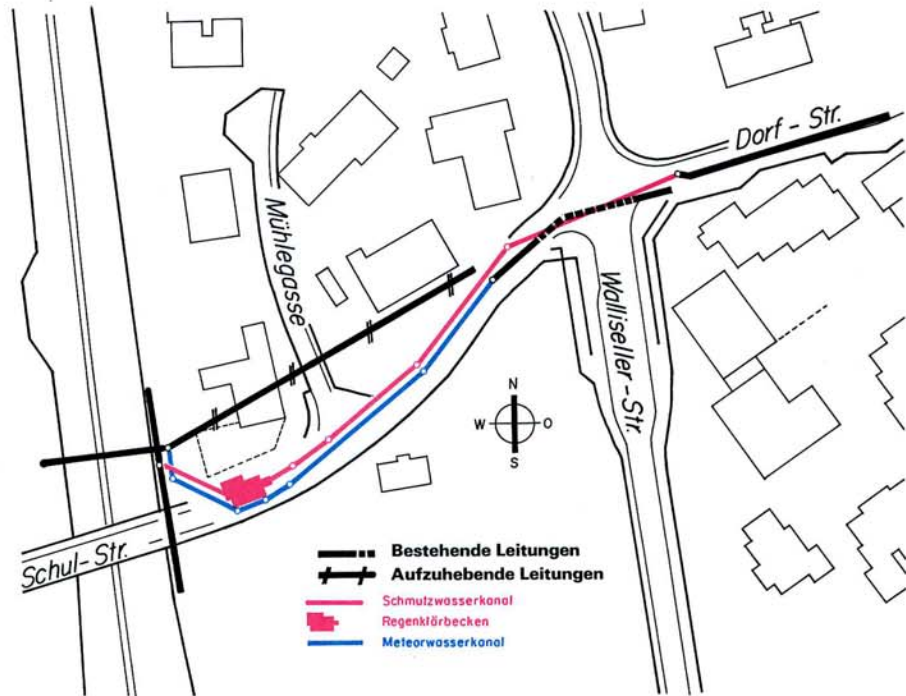 Dorf - Str.
Mühlegasse
Walliseller - Str.
N
W O
S
Schul - Str.
Bestehende Leitungen
Aufzuhebende Leitungen
Schmutzwasserkanal
Regenklärbecken
Meteorwasserkanal